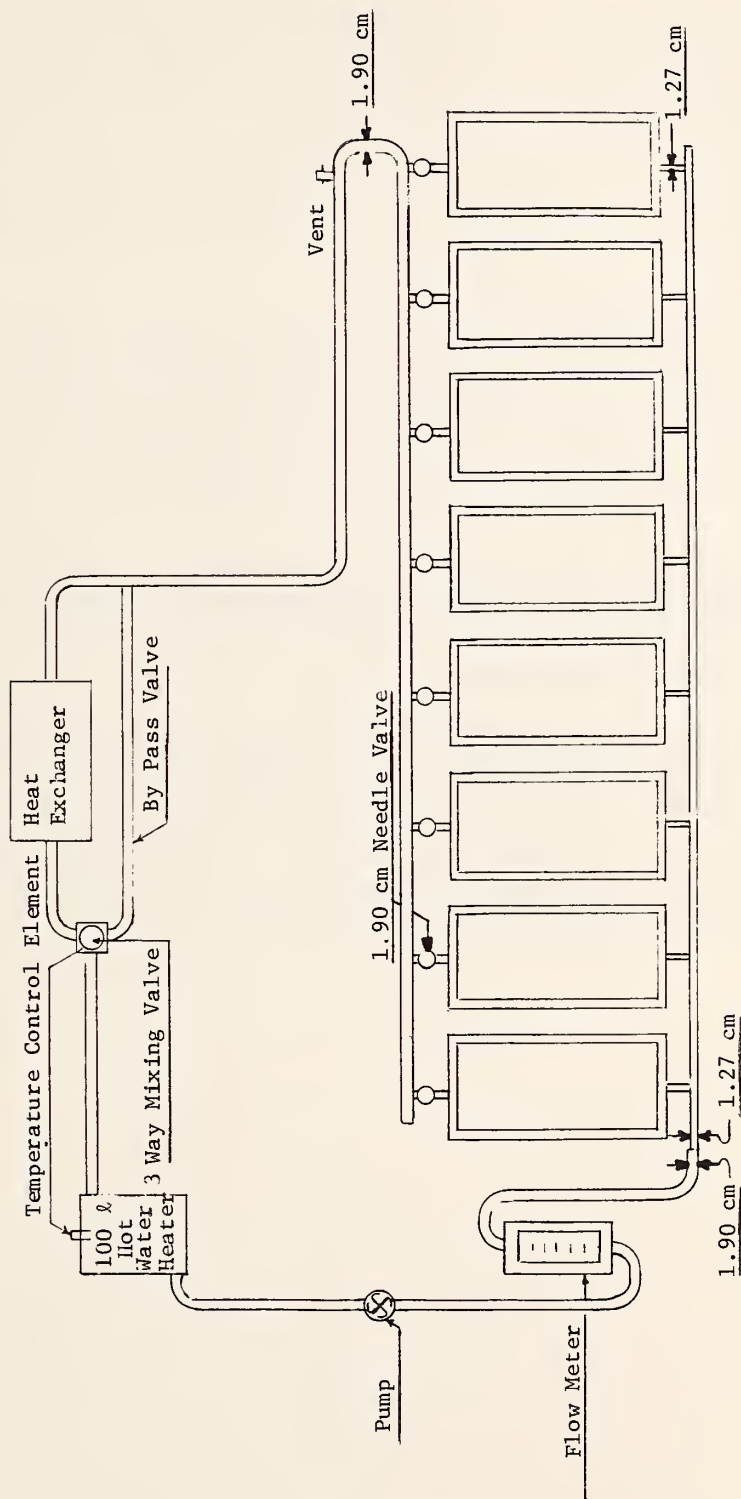 Temperature Control Element
Heat
Exchanger
100 ℓ
Hot
Water
Heater
3 Way Mixing Valve
By Pass Valve
Vent
1.90 cm
Pump
1.90 cm Needle Valve
Flow Meter
1.90 cm
1.27 cm
1.27 cm